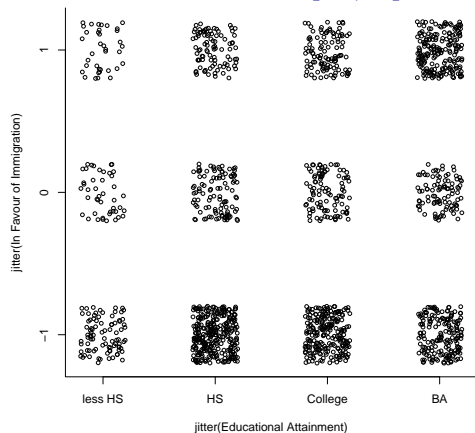 1
0
−1
jitter(In Favour of Immigration)
less HS
HS
College
BA
jitter(Educational Attainment)